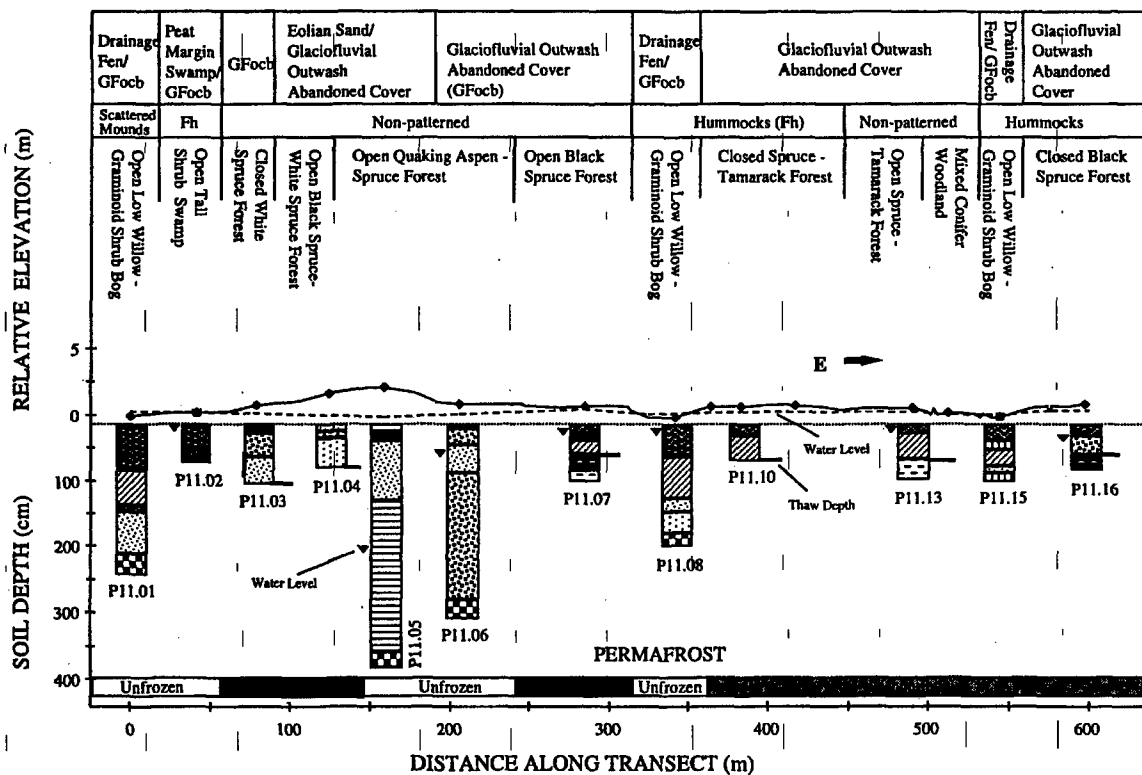 Drainage
Fen/
GFocb
Peat
Margin
Swamp/
GFocb
GFocb
Eolian Sand/
Glaciofluvial
Outwash
Abandoned Cover
Glaciofluvial Outwash
Abandoned Cover
(GFocb)
Drainage
Fen/
GFocb
Glaciofluvial Outwash
Abandoned Cover
Drainage
Fen/ GFocb
Glaciofluvial
Outwash
Abandoned
Cover
Scattered
Mounds
Fh
Non-patterned
Hummocks (Fh)
Non-patterned
Hummocks
Open Low Willow -
Graminoid Shrub Bog
Open Tall
Shrub Swamp
Closed White
Spruce Forest
Open Black Spruce-
White Spruce Forest
Open Quaking Aspen -
Spruce Forest
Open Black
Spruce Forest
Open Low Willow -
Graminoid Shrub Bog
Closed Spruce -
Tamarack Forest
Open Spruce -
Tamarack Forest
Mixed Conifer
Woodland
Open Low Willow -
Graminoid Shrub Bog
Closed Black
Spruce Forest
RELATIVE ELEVATION (m)
5
0
E
Water Level
SOIL DEPTH (cm)
100
200
300
400
P11.01
P11.02
P11.03
P11.04
P11.05
P11.06
P11.07
P11.08
P11.10
P11.13
P11.15
P11.16
Water Level
Thaw Depth
PERMAFROST
Unfrozen
Unfrozen
Unfrozen
0
100
200
300
400
500
600
DISTANCE ALONG TRANSECT (m)